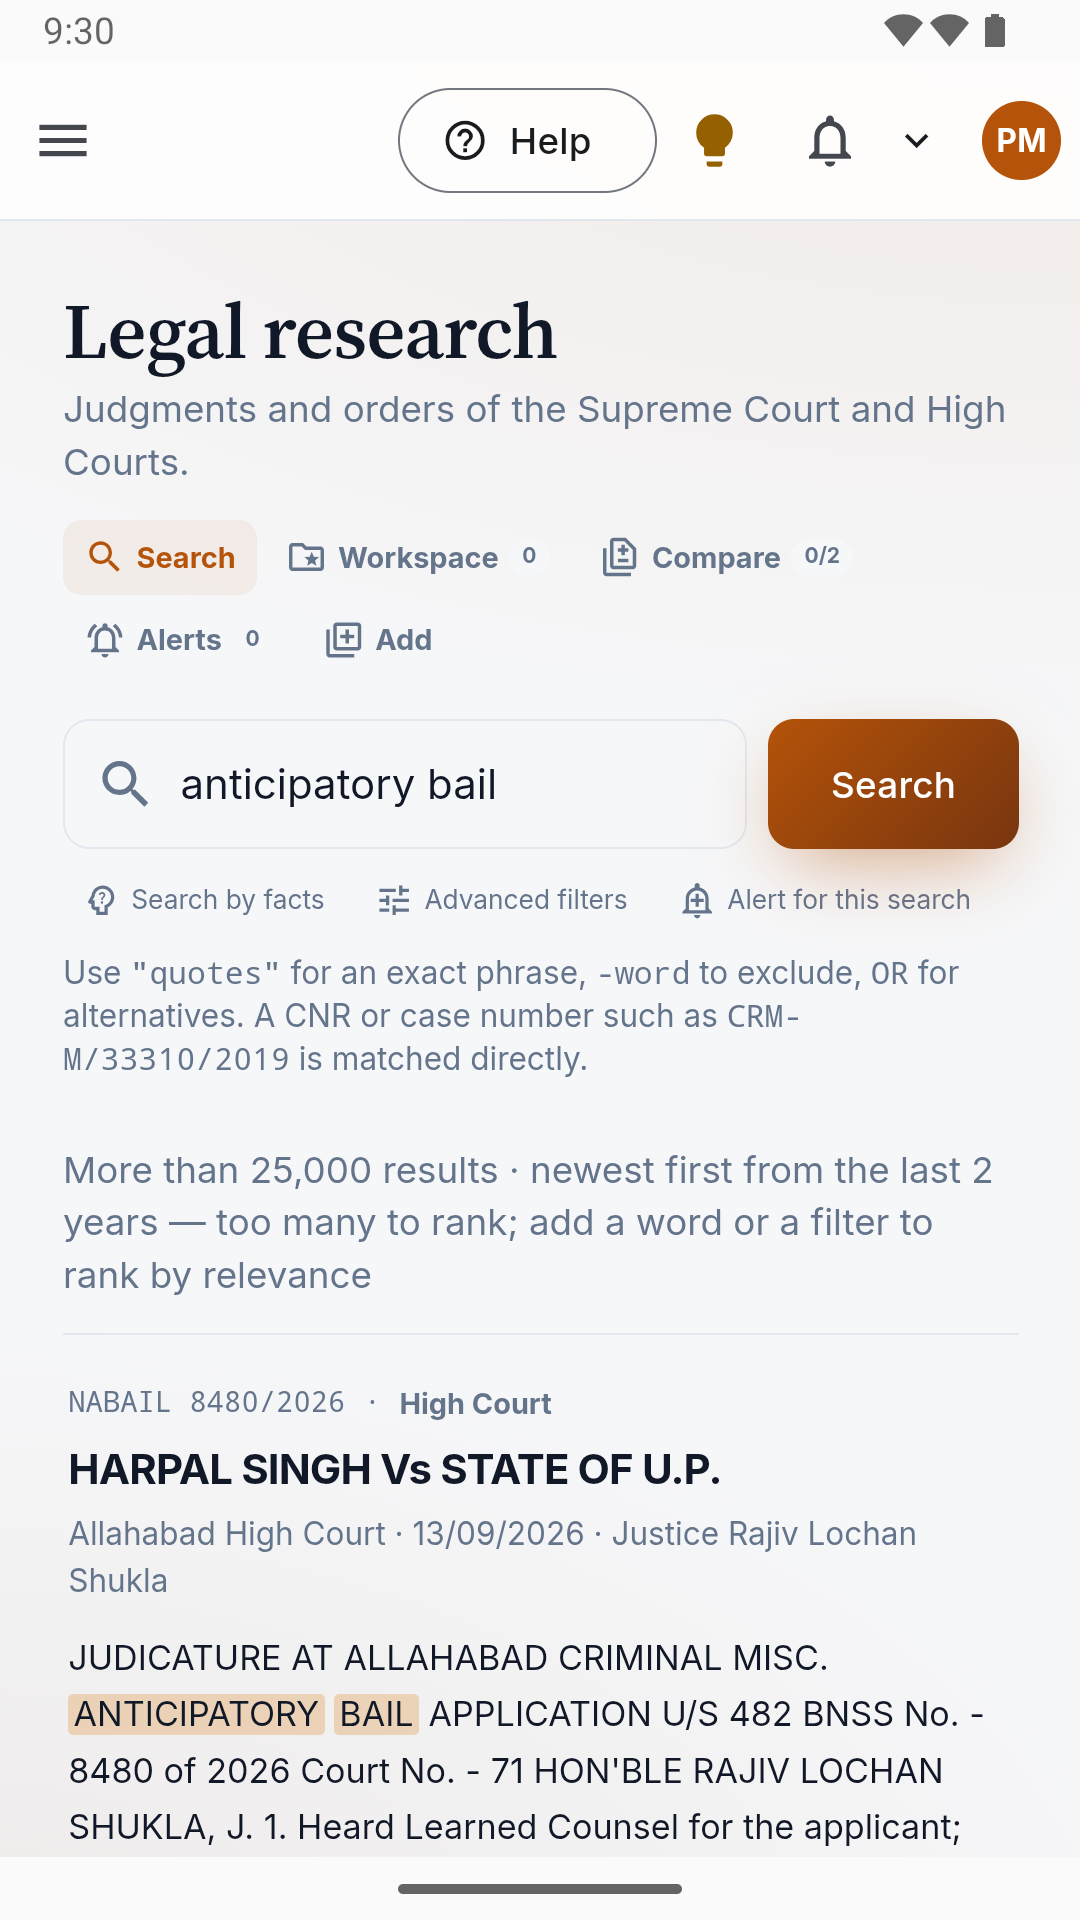 9:30
Help
PM
Legal research
Judgments and orders of the Supreme Court and High
Courts.
Search
Workspace 0
Compare 0/2
Alerts 0
Add
anticipatory bail
Search
Search by facts
Advanced filters
Alert for this search
Use "quotes" for an exact phrase, -word to exclude, OR for
alternatives. A CNR or case number such as CRM-
M/33310/2019 is matched directly.
More than 25,000 results · newest first from the last 2
years — too many to rank; add a word or a filter to
rank by relevance
NABAIL 8480/2026 · High Court
HARPAL SINGH Vs STATE OF U.P.
Allahabad High Court · 13/09/2026 · Justice Rajiv Lochan
Shukla
JUDICATURE AT ALLAHABAD CRIMINAL MISC.
ANTICIPATORY BAIL APPLICATION U/S 482 BNSS No. -
8480 of 2026 Court No. - 71 HON'BLE RAJIV LOCHAN
SHUKLA, J. 1. Heard Learned Counsel for the applicant;